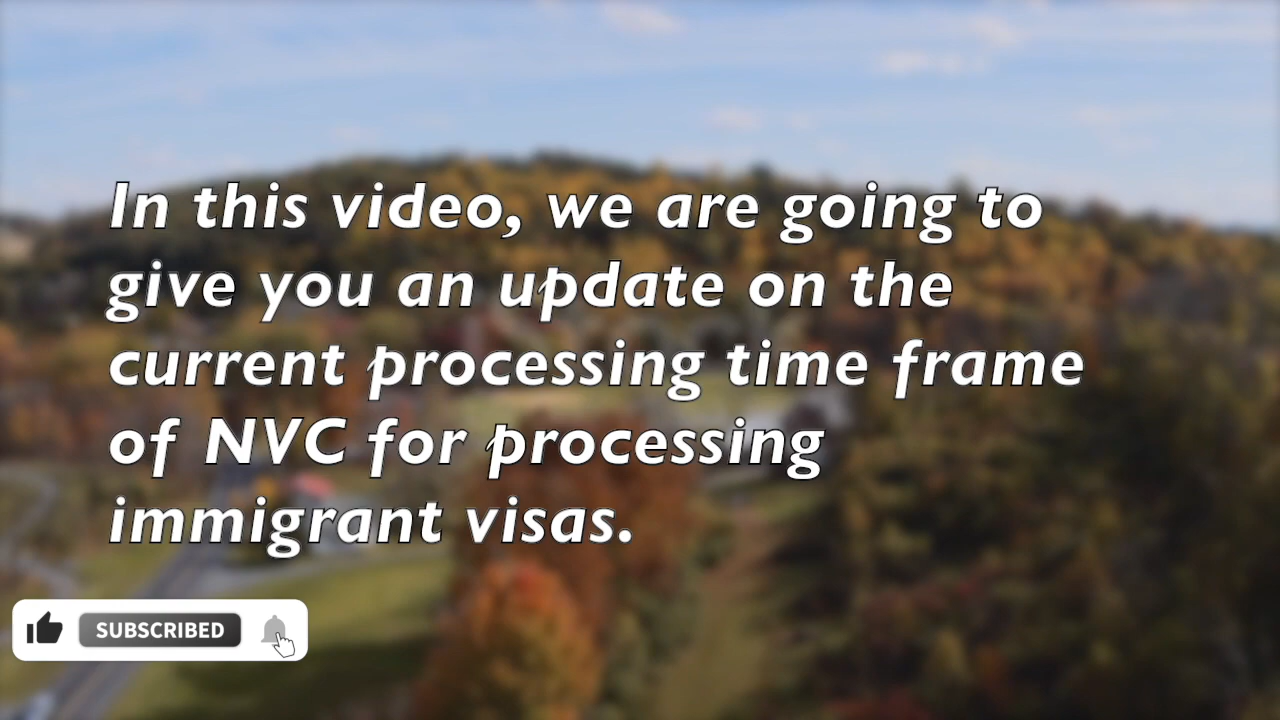 In this video, we are going to
give you an update on the
current processing time frame
of NVC for processing
immigrant visas.
SUBSCRIBED